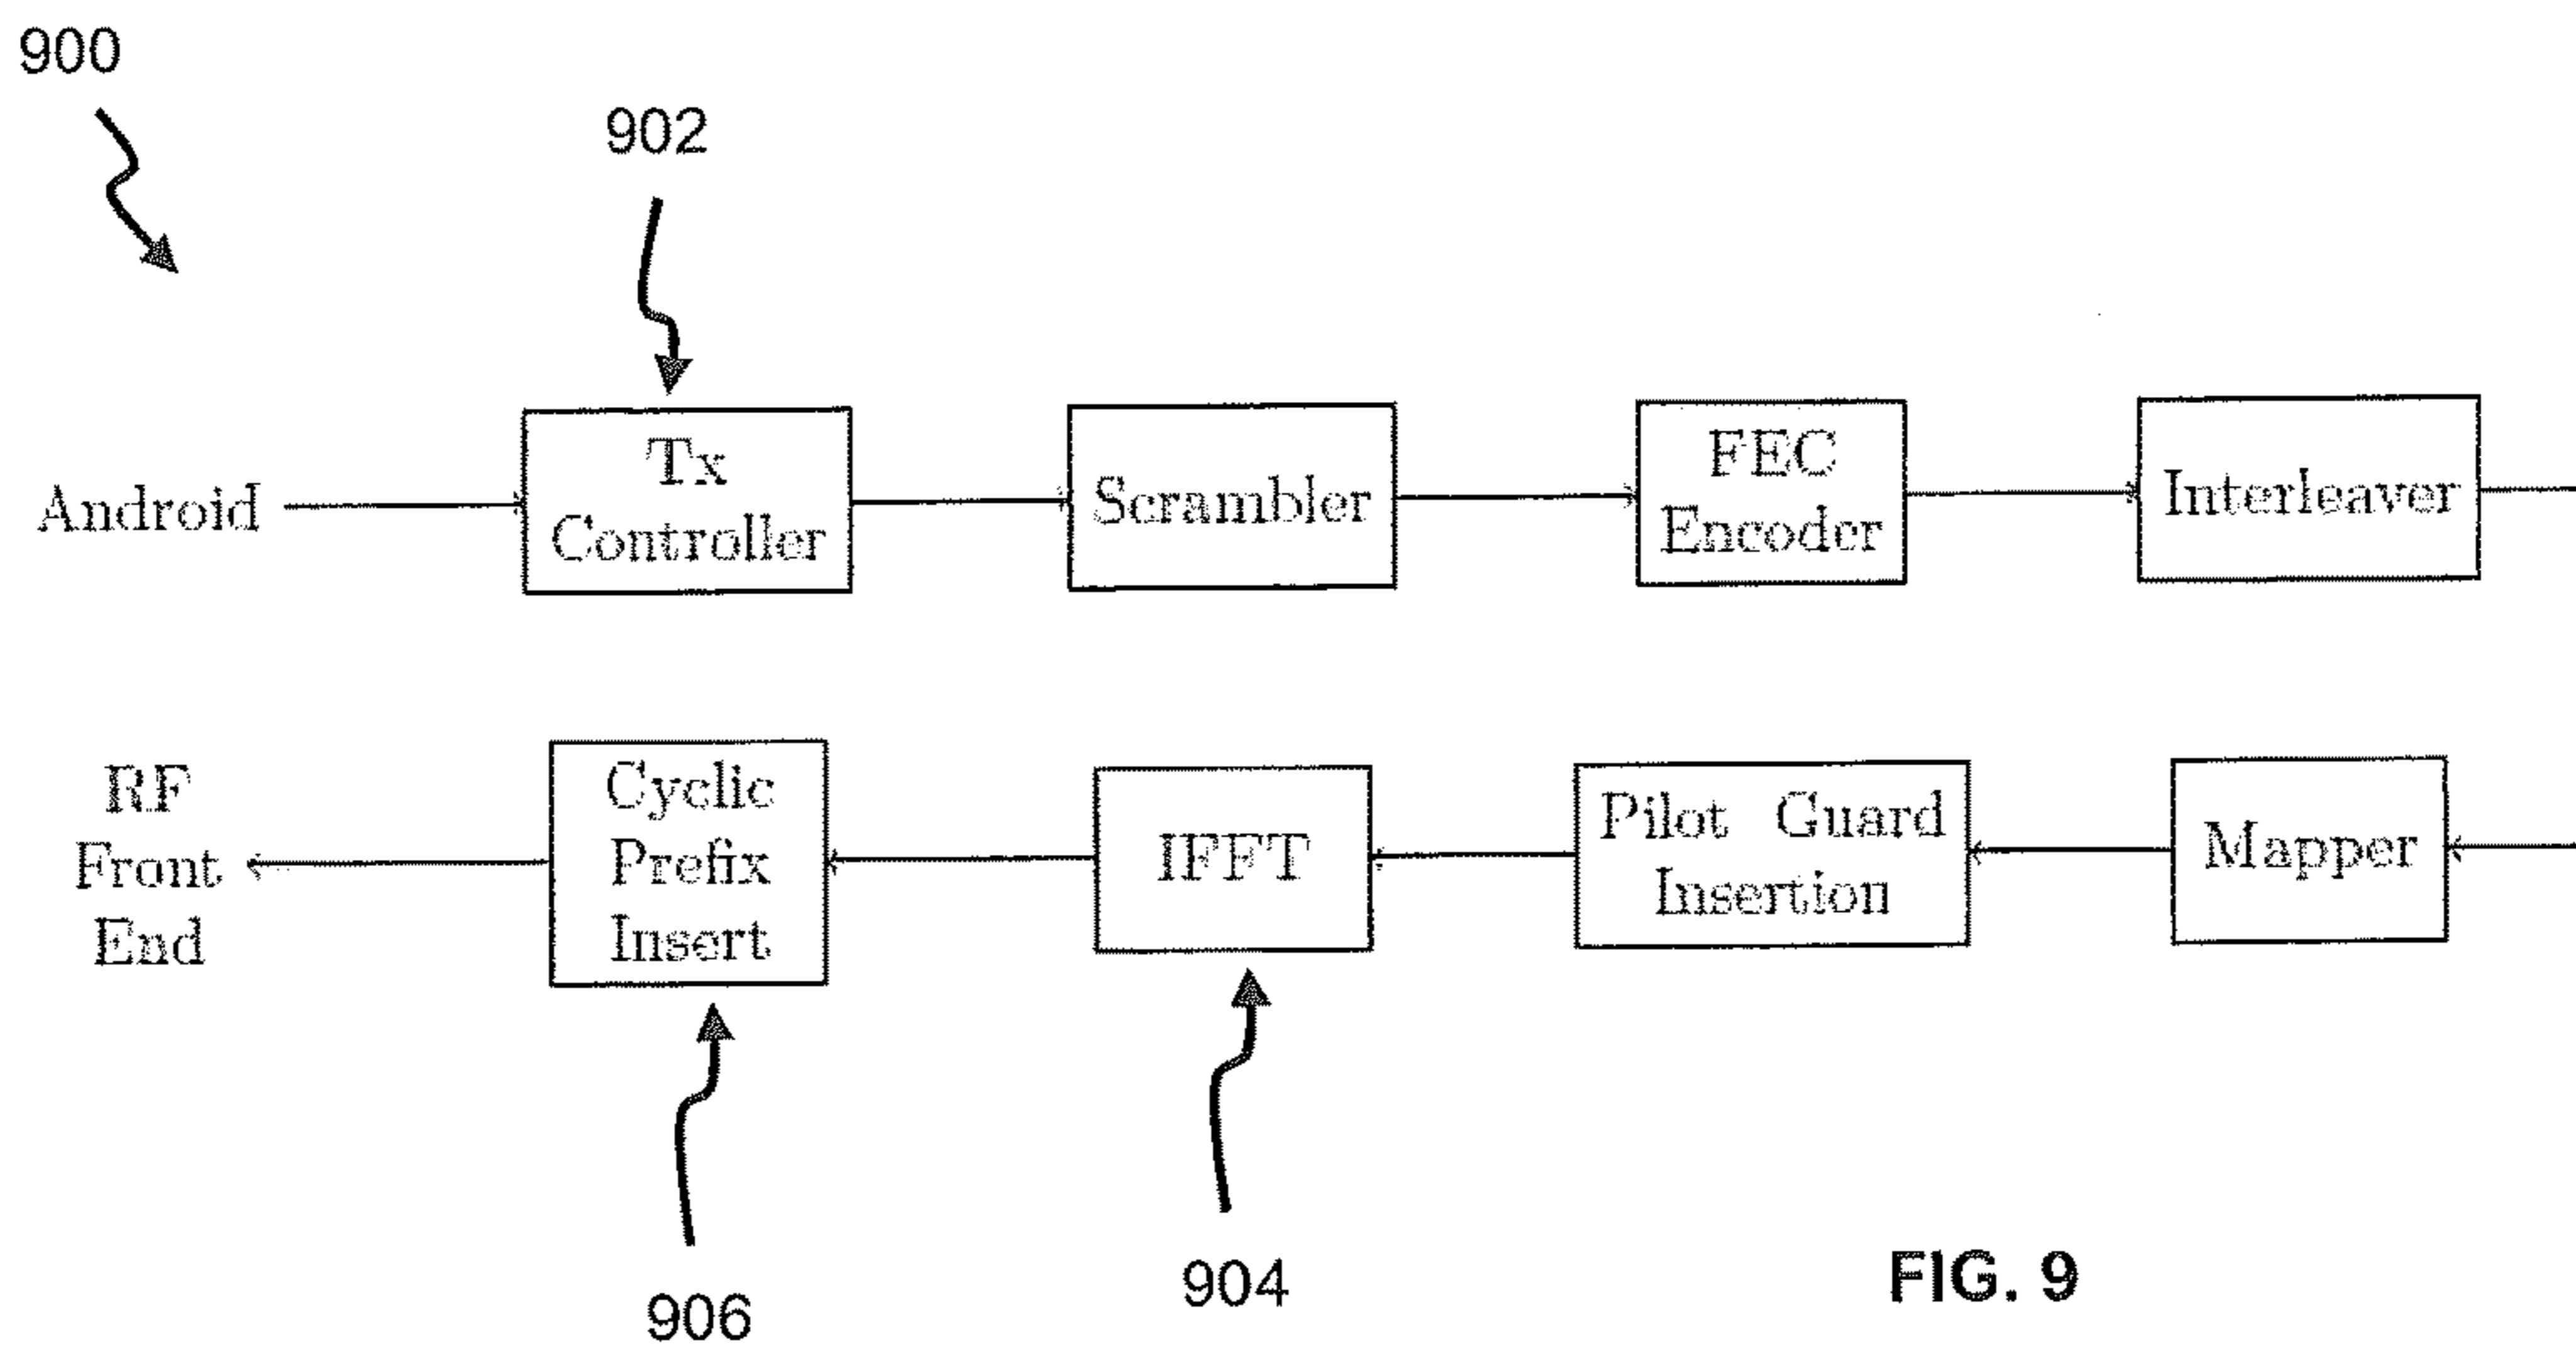 900
902
Android
Tx
Controller
Scrambler
FEC
Encoder
Interleaver
RF
Front
End
Cyclic
Prefix
Insert
IFFT
Pilot Guard
Insertion
Mapper
906
904
FIG. 9